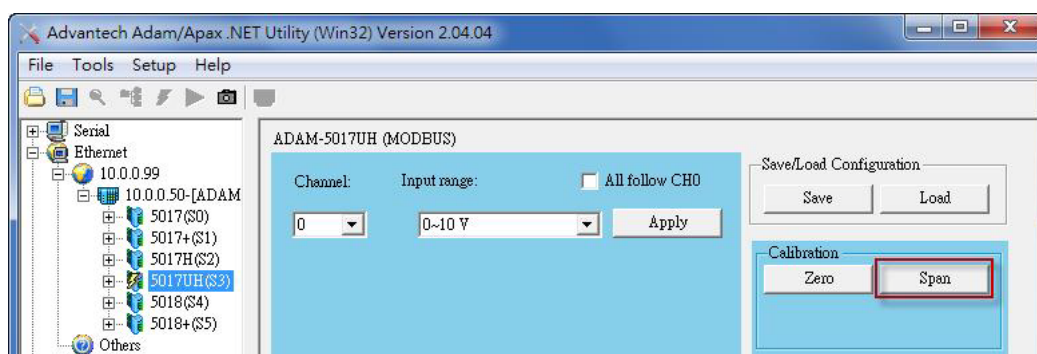 Advantech Adam/Apax .NET Utility (Win32) Version 2.04.04
File Tools Setup Help
Serial
Ethernet
10.0.0.99
10.0.0.50-[ADAM
5017(S0)
5017+(S1)
5017H(S2)
5017UH(S3)
5018(S4)
5018+(S5)
Others
ADAM-5017UH (MODBUS)
Channel: Input range: All follow CH0
0 0~10 V Apply
Save/Load Configuration
Save Load
Calibration
Zero Span